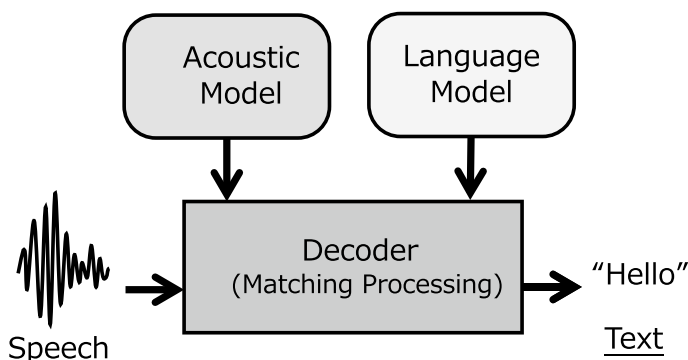 Acoustic
Model
Language
Model
Decoder
(Matching Processing)
“Hello”
Speech
Text